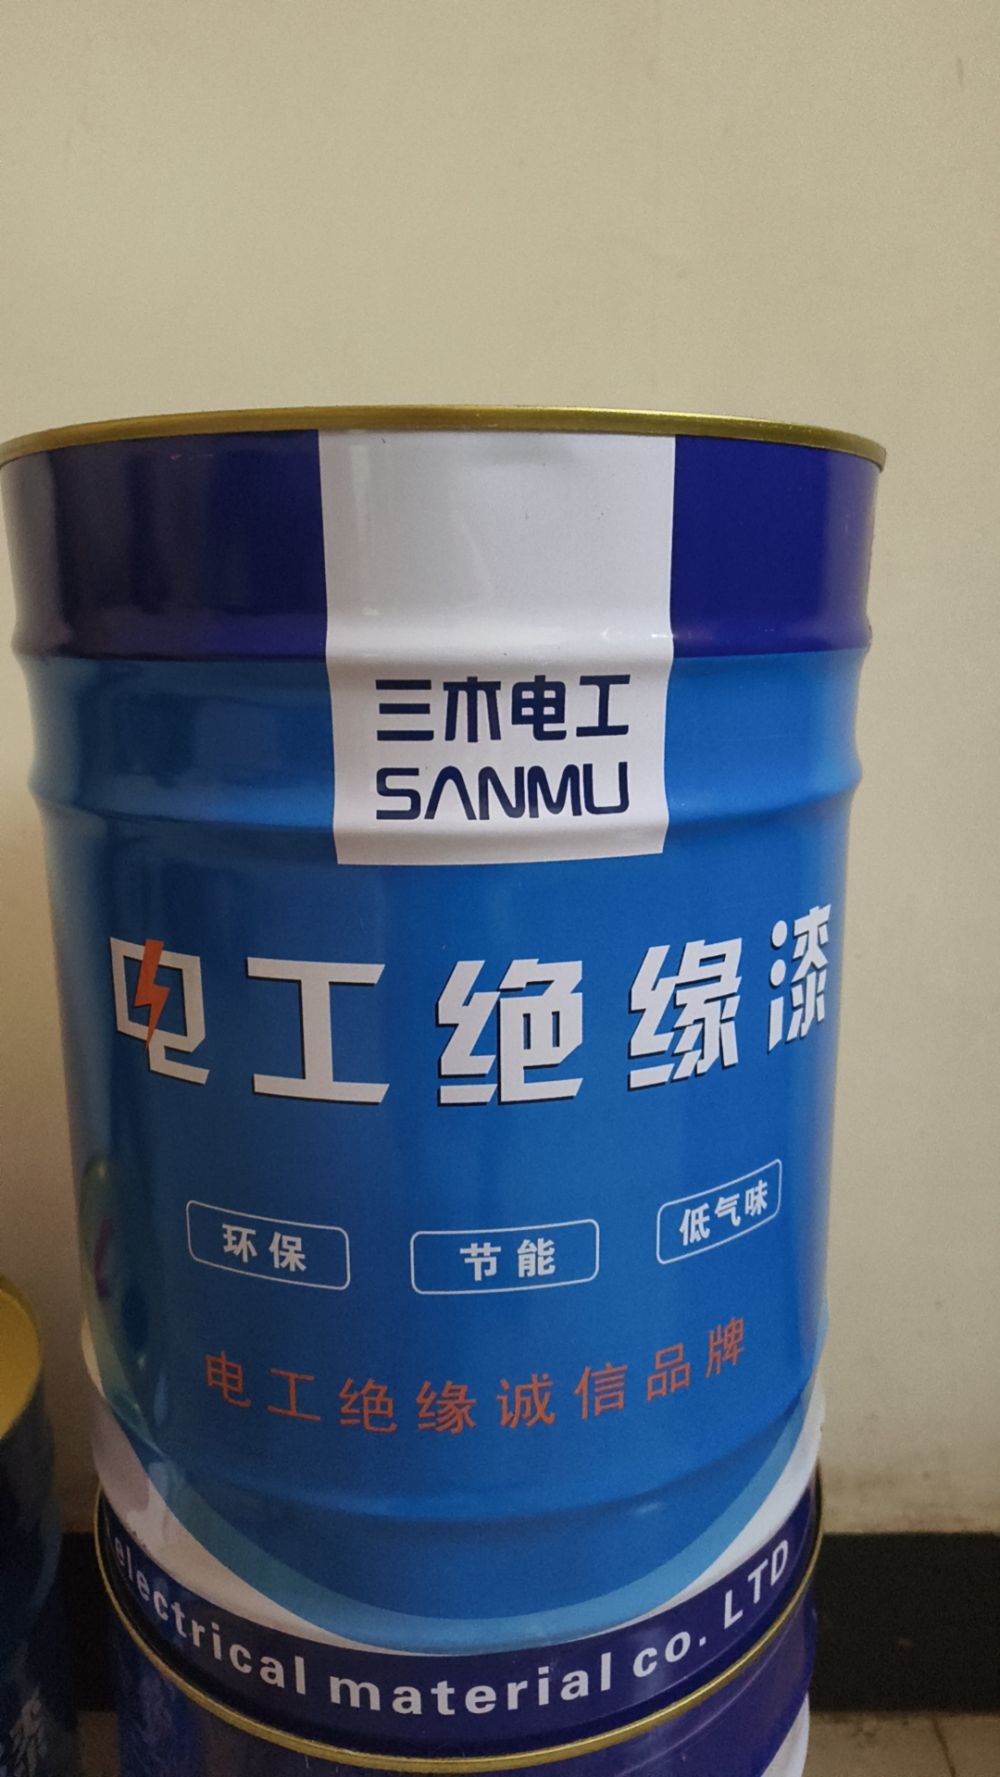 三木电工
SANMU
电工绝缘漆
环保
节能
低气味
电工绝缘诚信品牌
electrical material co. LTD